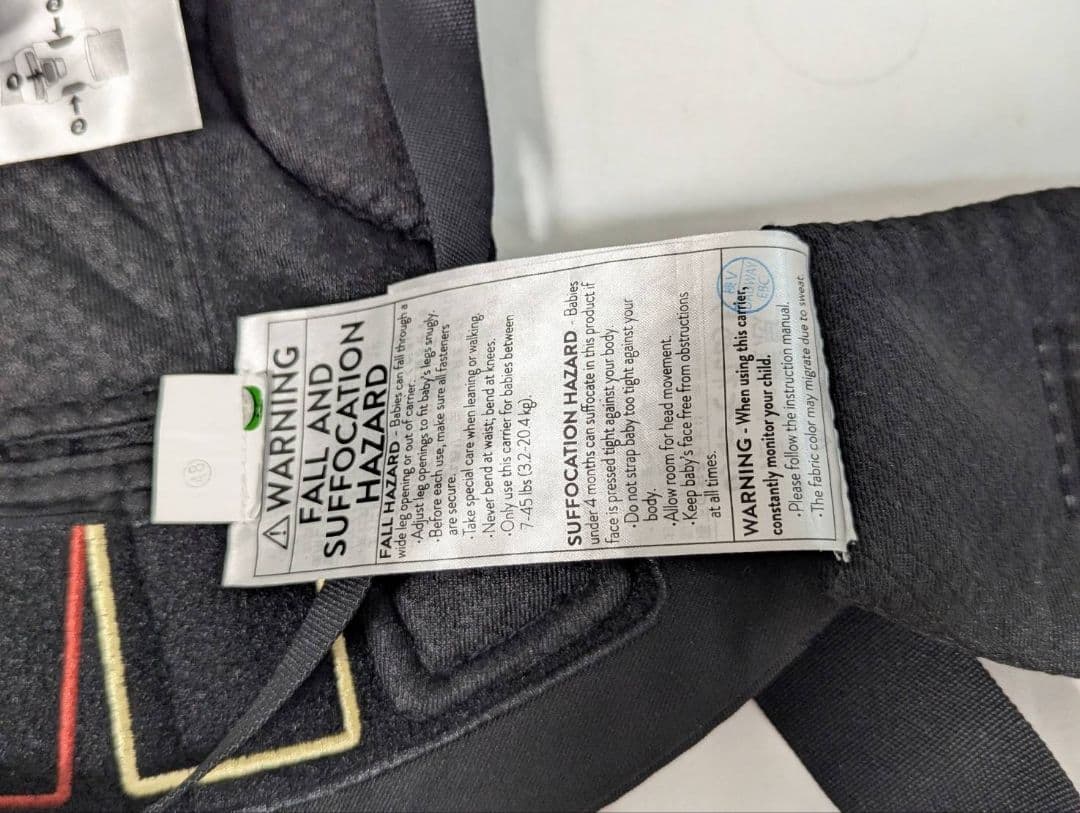 WARNING
FALL AND
SUFFOCATION
HAZARD
FALL HAZARD - Babies can fall through a
wide leg opening or out of carrier.
·Adjust leg openings to fit baby's legs snugly.
·Before each use, make sure all fasteners
are secure.
·Take special care when leaning or walking.
·Never bend at waist; bend at knees.
·Only use this carrier for babies between
7-45 lbs (3.2-20.4 kg).
SUFFOCATION HAZARD - Babies
under 4 months can suffocate in this product if
face is pressed tight against your body.
·Do not strap baby too tight against your
body.
·Allow room for head movement.
·Keep baby's face free from obstructions
at all times.
WARNING - When using this carrier,
constantly monitor your child.
·Please follow the instruction manual.
·The fabric color may migrate due to sweat.
48
2
2